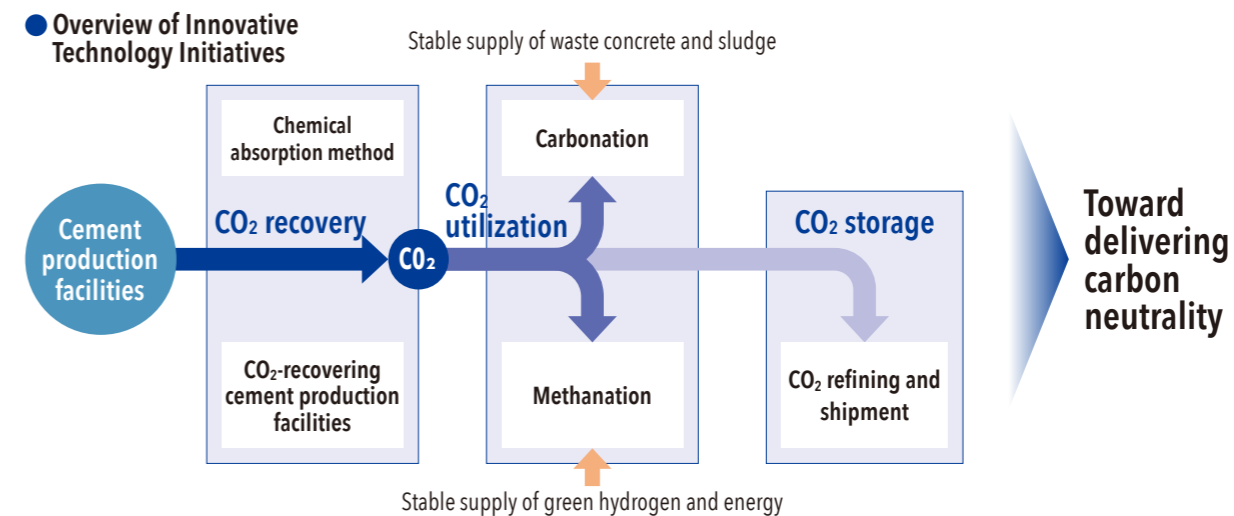 Overview of Innovative
Technology Initiatives
Stable supply of waste concrete and sludge
Chemical
absorption method
Carbonation
Cement
production
facilities
CO₂ recovery
CO₂
CO₂
utilization
CO₂ storage
Toward
delivering
carbon
neutrality
CO₂-recovering
cement production
facilities
Methanation
CO₂ refining and
shipment
Stable supply of green hydrogen and energy